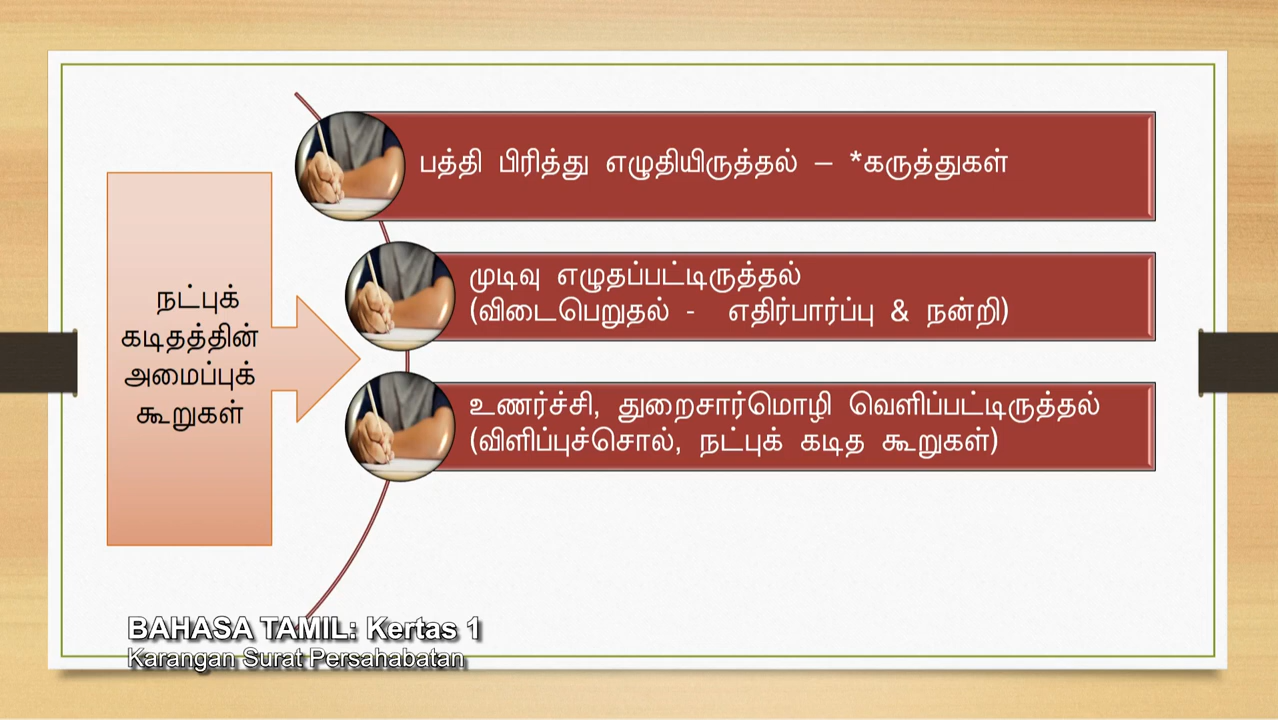 நட்புக்
கடிதத்தின்
அமைப்புக்
கூறுகள்
பத்தி பிரித்து எழுதியிருத்தல் – *கருத்துகள்
முடிவு எழுதப்பட்டிருத்தல்
(விடைபெறுதல் - எதிர்பார்ப்பு & நன்றி)
உணர்ச்சி, துறைசார்மொழி வெளிப்பட்டிருத்தல்
(விளிப்புச்சொல், நட்புக் கடித கூறுகள்)
BAHASA TAMIL: Kertas 1
Karangan Surat Persahabatan